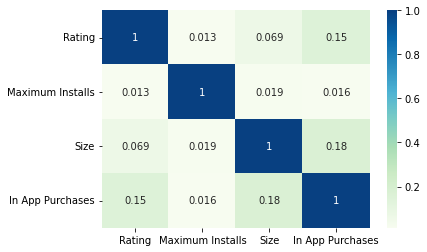 Rating 1 0.013 0.069 0.15 1.0
Maximum Installs 0.013 1 0.019 0.016 0.8
Size 0.069 0.019 1 0.18 0.6
In App Purchases 0.15 0.016 0.18 1 0.4
0.2
Rating Maximum Installs Size In App Purchases